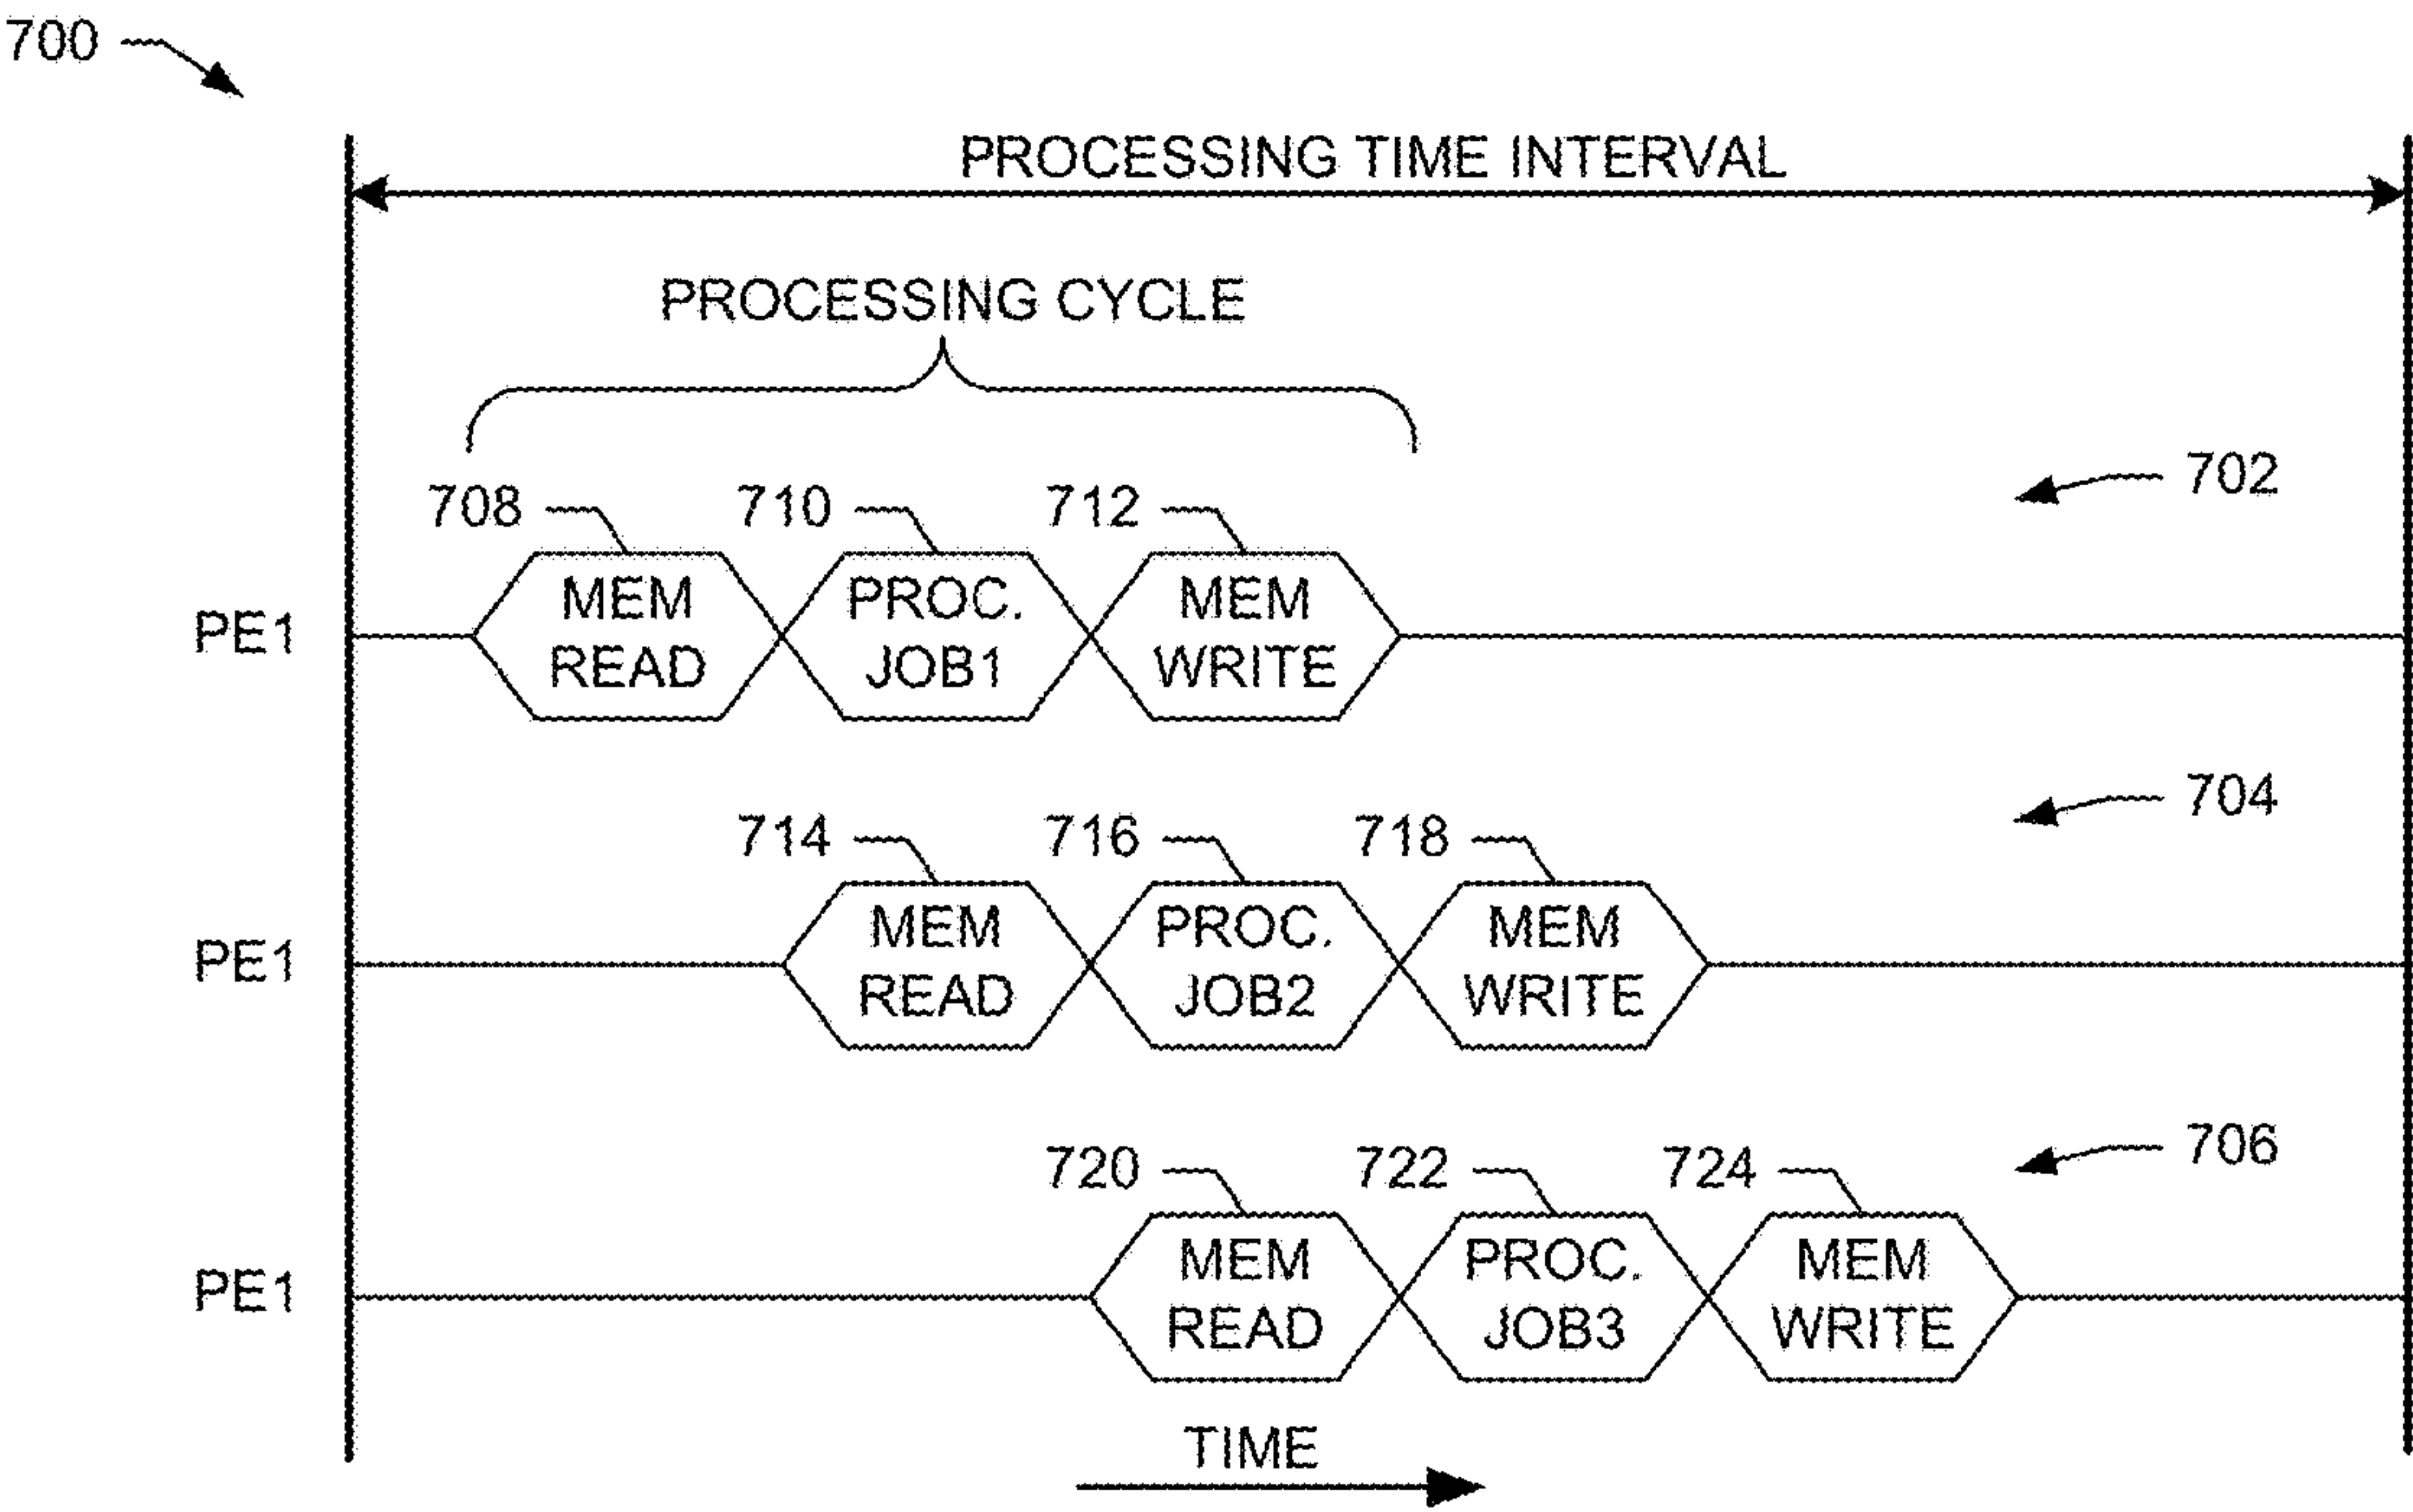 700
PROCESSING TIME INTERVAL
PROCESSING CYCLE
702
708 710 712
PE1
MEM READ
PROC. JOB1
MEM WRITE
704
714 716 718
PE1
MEM READ
PROC. JOB2
MEM WRITE
706
720 722 724
PE1
MEM READ
PROC. JOB3
MEM WRITE
TIME